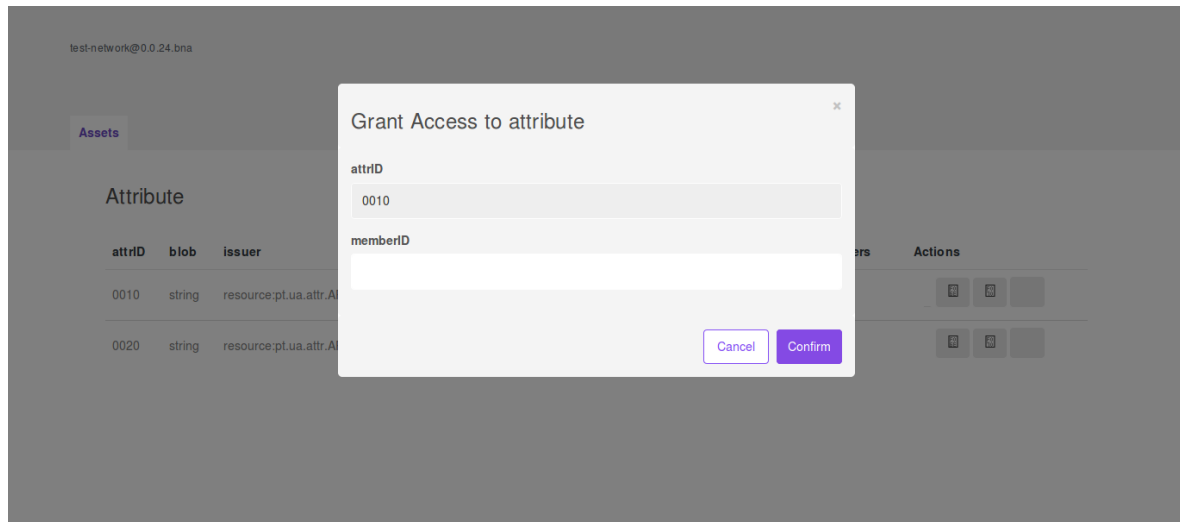 test-network@0.0.24.bna
Grant Access to attribute
×
Assets
attrID
Attribute
0010
memberID
attrID blob issuer Actions
0010 string resource:pt.ua.attr
0020 string resource:pt.ua.attr
Cancel Confirm